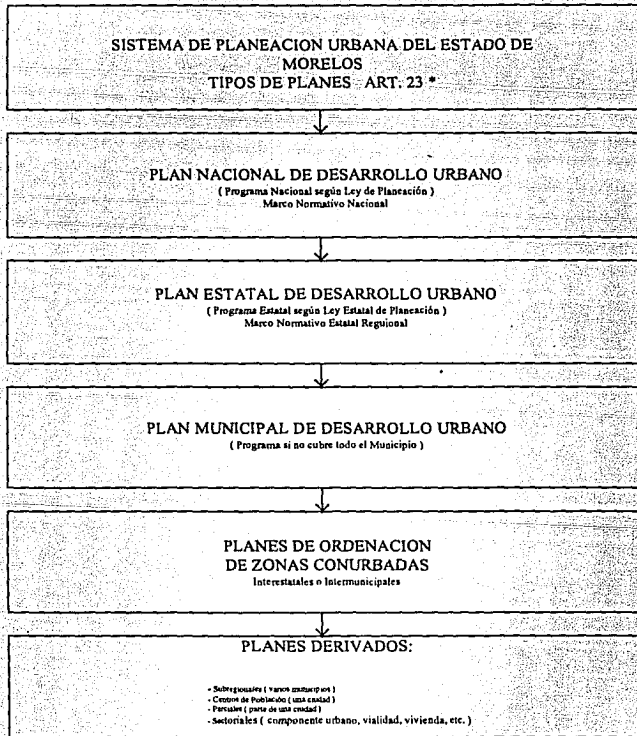 SISTEMA DE PLANEACION URBANA DEL ESTADO DE
MORELOS
TIPOS DE PLANES ART. 23 *
PLAN NACIONAL DE DESARROLLO URBANO
( Programa Nacional según Ley de Planeación )
Marco Normativo Nacional
PLAN ESTATAL DE DESARROLLO URBANO
( Programa Estatal según Ley Estatal de Planeación )
Marco Normativo Estatal Reguional
PLAN MUNICIPAL DE DESARROLLO URBANO
( Programa si no cubre todo el Municipio )
PLANES DE ORDENACION
DE ZONAS CONURBADAS
Interestatales o Intermunicipales
PLANES DERIVADOS:
- Subregionales ( varios municipios )
- Centros de Población ( una ciudad )
- Parciales ( parte de una ciudad )
- Sectoriales ( componente urbano, vialidad, vivienda, etc. )